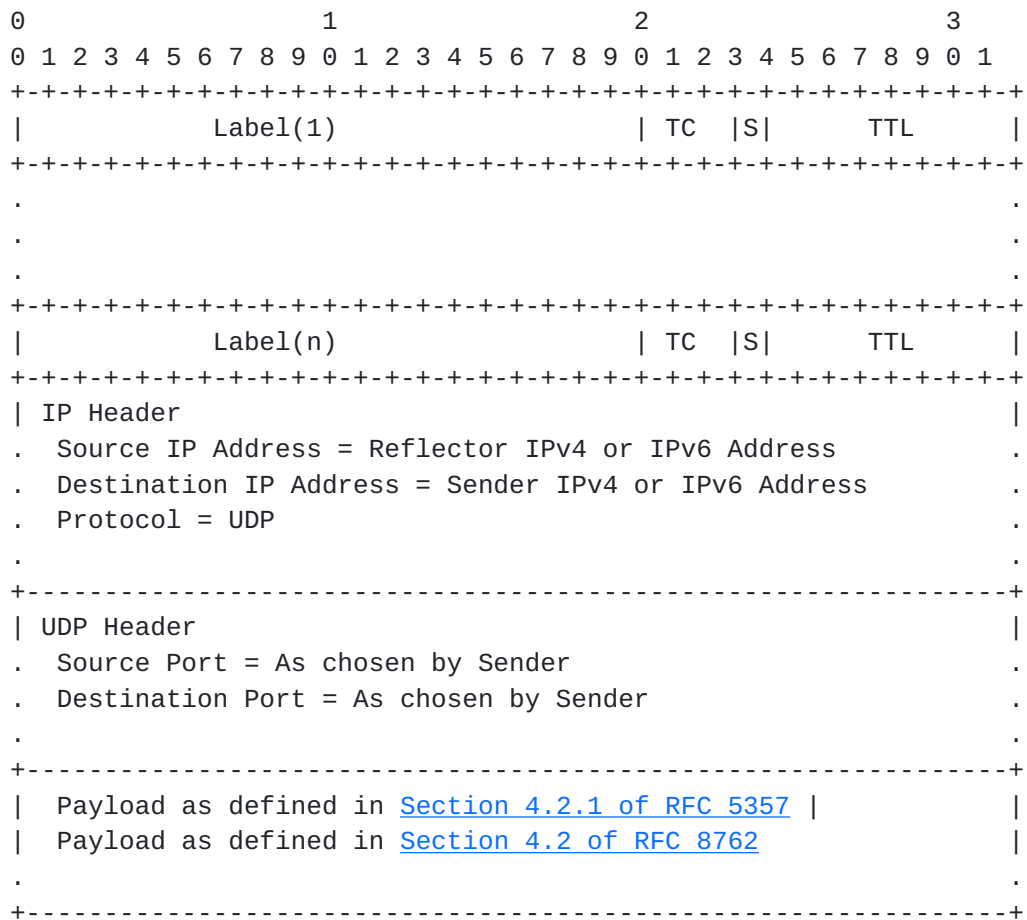 0                   1                   2                   3
0 1 2 3 4 5 6 7 8 9 0 1 2 3 4 5 6 7 8 9 0 1 2 3 4 5 6 7 8 9 0 1
+-+-+-+-+-+-+-+-+-+-+-+-+-+-+-+-+-+-+-+-+-+-+-+-+-+-+-+-+-+-+-+-+
|            Label(1)                   | TC  |S|      TTL      |
+-+-+-+-+-+-+-+-+-+-+-+-+-+-+-+-+-+-+-+-+-+-+-+-+-+-+-+-+-+-+-+-+
.                                                               .
.                                                               .
.                                                               .
+-+-+-+-+-+-+-+-+-+-+-+-+-+-+-+-+-+-+-+-+-+-+-+-+-+-+-+-+-+-+-+-+
|            Label(n)                   | TC  |S|      TTL      |
+-+-+-+-+-+-+-+-+-+-+-+-+-+-+-+-+-+-+-+-+-+-+-+-+-+-+-+-+-+-+-+-+
| IP Header                                                     |
.  Source IP Address = Reflector IPv4 or IPv6 Address           .
.  Destination IP Address = Sender IPv4 or IPv6 Address         .
.  Protocol = UDP                                               .
.                                                               .
+---------------------------------------------------------------+
| UDP Header                                                    |
.  Source Port = As chosen by Sender                            .
.  Destination Port = As chosen by Sender                       .
.                                                               .
+---------------------------------------------------------------+
|  Payload as defined in Section 4.2.1 of RFC 5357 |            |
|  Payload as defined in Section 4.2 of RFC 8762                |
.                                                               .
+---------------------------------------------------------------+